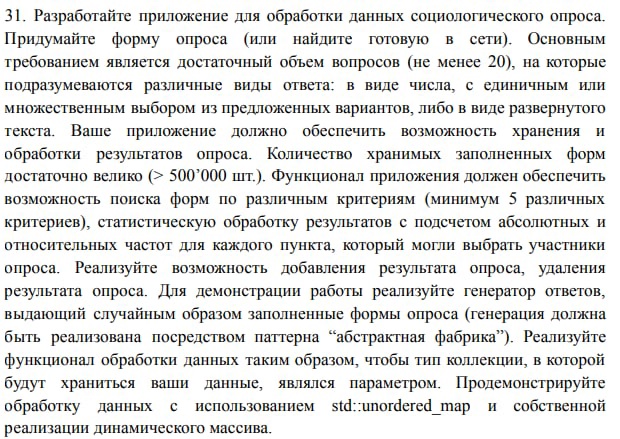 31. Разработайте приложение для обработки данных социологического опроса.
Придумайте форму опроса (или найдите готовую в сети). Основным
требованием является достаточный объем вопросов (не менее 20), на которые
подразумеваются различные виды ответа: в виде числа, с единичным или
множественным выбором из предложенных вариантов, либо в виде развернутого
текста. Ваше приложение должно обеспечить возможность хранения и
обработки результатов опроса. Количество хранимых заполненных форм
достаточно велико (> 500’000 шт.). Функционал приложения должен обеспечить
возможность поиска форм по различным критериям (минимум 5 различных
критериев), статистическую обработку результатов с подсчетом абсолютных и
относительных частот для каждого пункта, который могли выбрать участники
опроса. Реализуйте возможность добавления результата опроса, удаления
результата опроса. Для демонстрации работы реализуйте генератор ответов,
выдающий случайным образом заполненные формы опроса (генерация должна
быть реализована посредством паттерна “абстрактная фабрика”). Реализуйте
функционал обработки данных таким образом, чтобы тип коллекции, в которой
будут храниться ваши данные, являлся параметром. Продемонстрируйте
обработку данных с использованием std::unordered_map и собственной
реализации динамического массива.